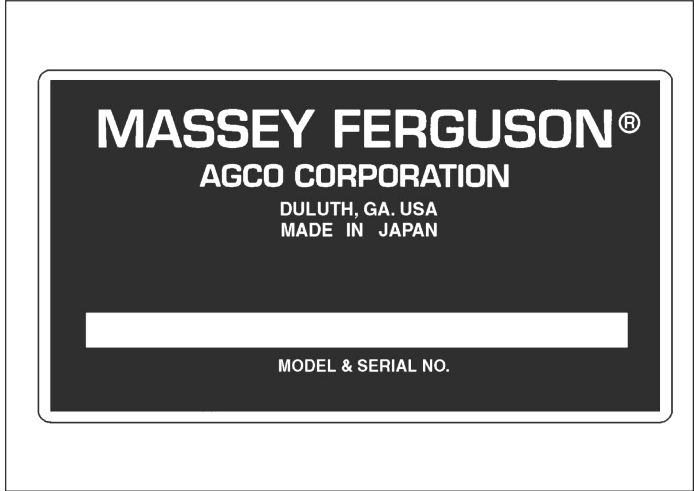 MASSEY FERGUSON®
AGCO CORPORATION
DULUTH, GA. USA
MADE IN JAPAN
MODEL & SERIAL NO.